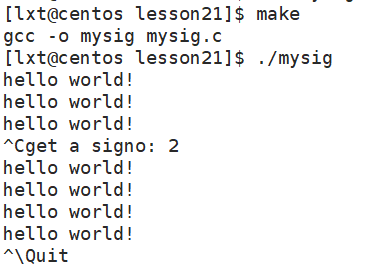 [lxt@centos lesson21]$ make
gcc -o mysig mysig.c
[lxt@centos lesson21]$ ./mysig
hello world!
hello world!
hello world!
^Cget a signo: 2
hello world!
hello world!
hello world!
hello world!
^\Quit